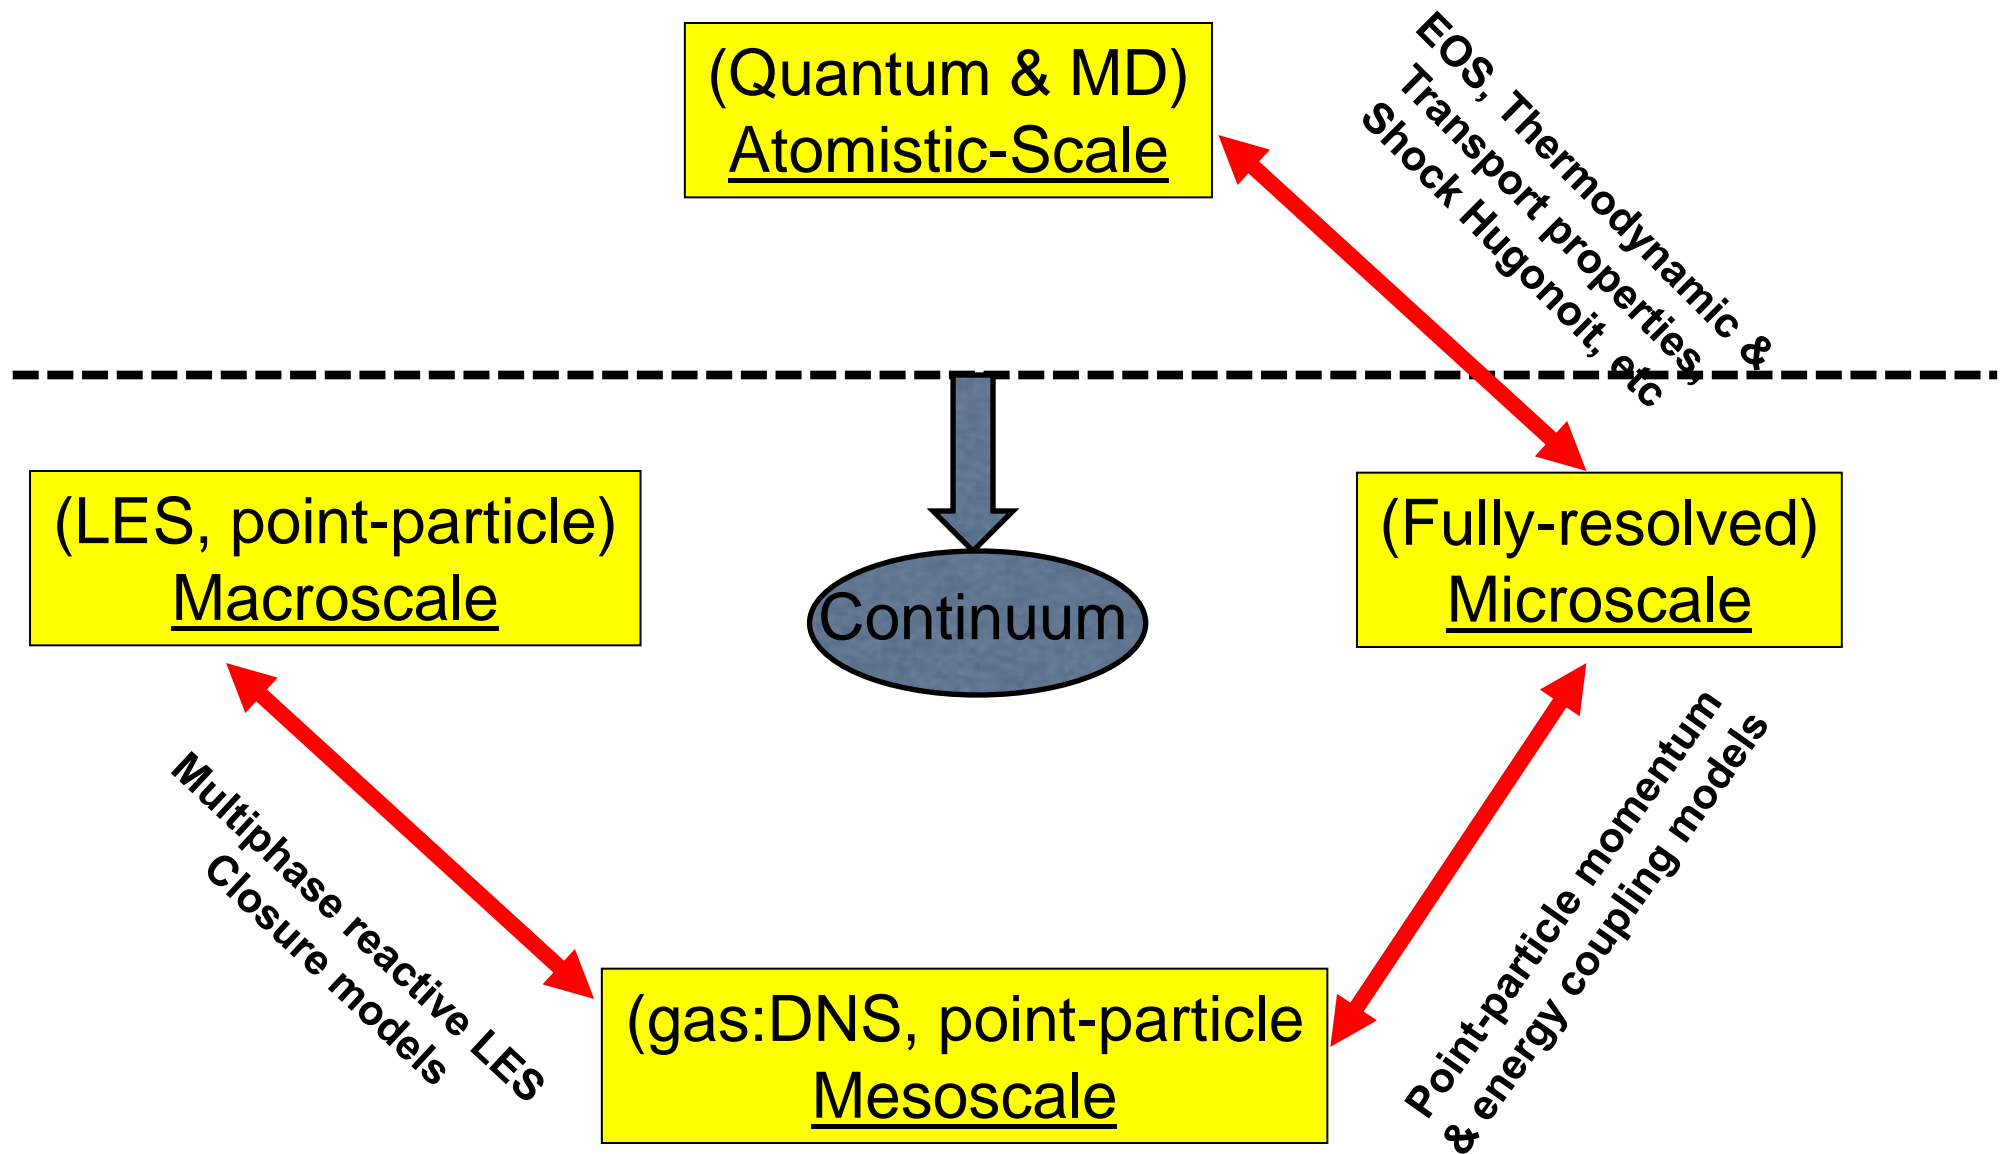 (Quantum & MD)
Atomistic-Scale
EOS, Thermodynamic &
Transport properties,
Shock Hugonoit, etc
(LES, point-particle)
Macroscale
Continuum
(Fully-resolved)
Microscale
Multiphase reactive LES
Closure models
Point-particle momentum
& energy coupling models
(gas:DNS, point-particle
Mesoscale